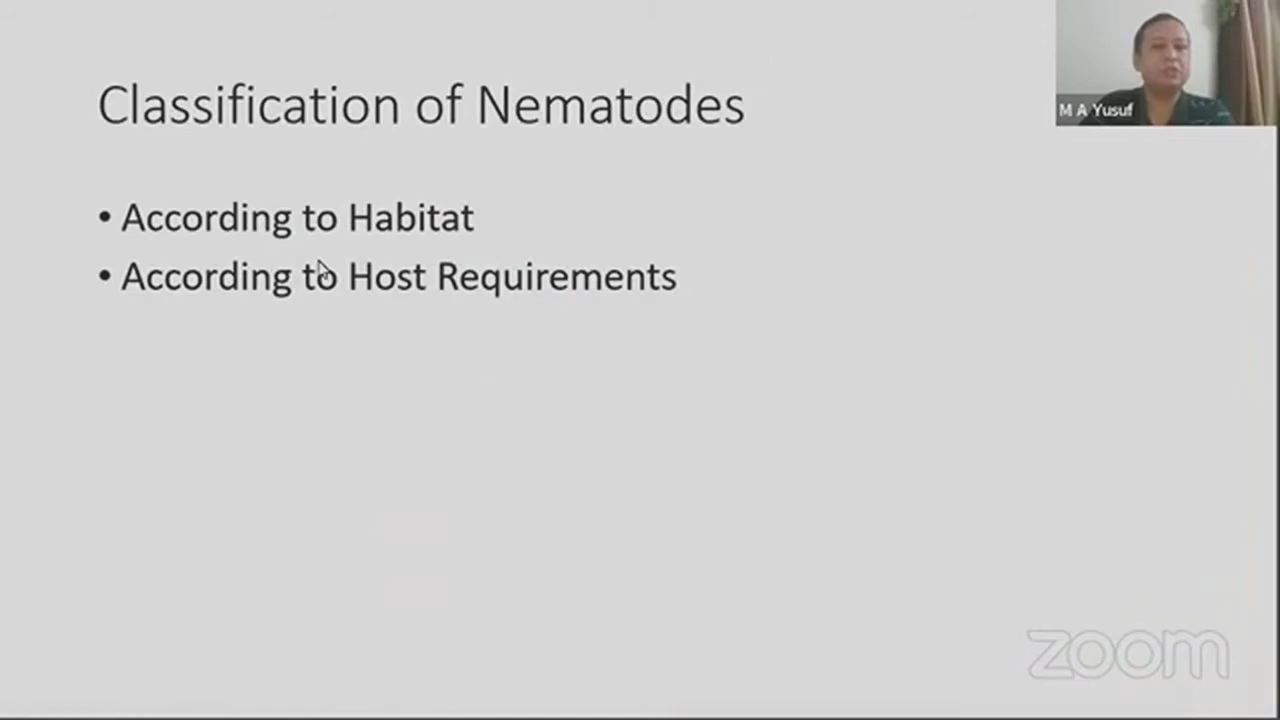 Classification of Nematodes
M A Yusuf
• According to Habitat
• According to Host Requirements
zoom